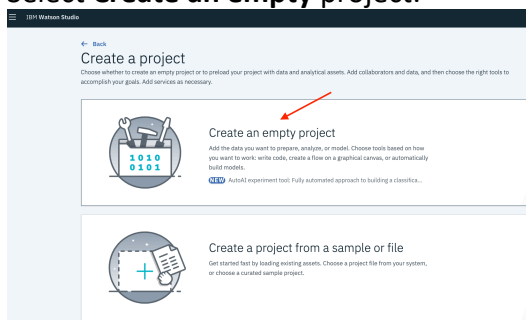 Select Create an empty project.
IBM Watson Studio
← Back
Create a project
Choose whether to create an empty project or to preload your project with data and analytical assets. Add collaborators and data, and then choose the right tools to
accomplish your goals. Add services as necessary.
Create an empty project
Add the data you want to prepare, analyze, or model. Choose tools based on how
you want to work: write code, create a flow on a graphical canvas, or automatically
build models.
NEW AutoAI experiment tool: Fully automated approach to building a classifica...
1010
0101
Create a project from a sample or file
Get started fast by loading existing assets. Choose a project file from your system,
or choose a curated sample project.